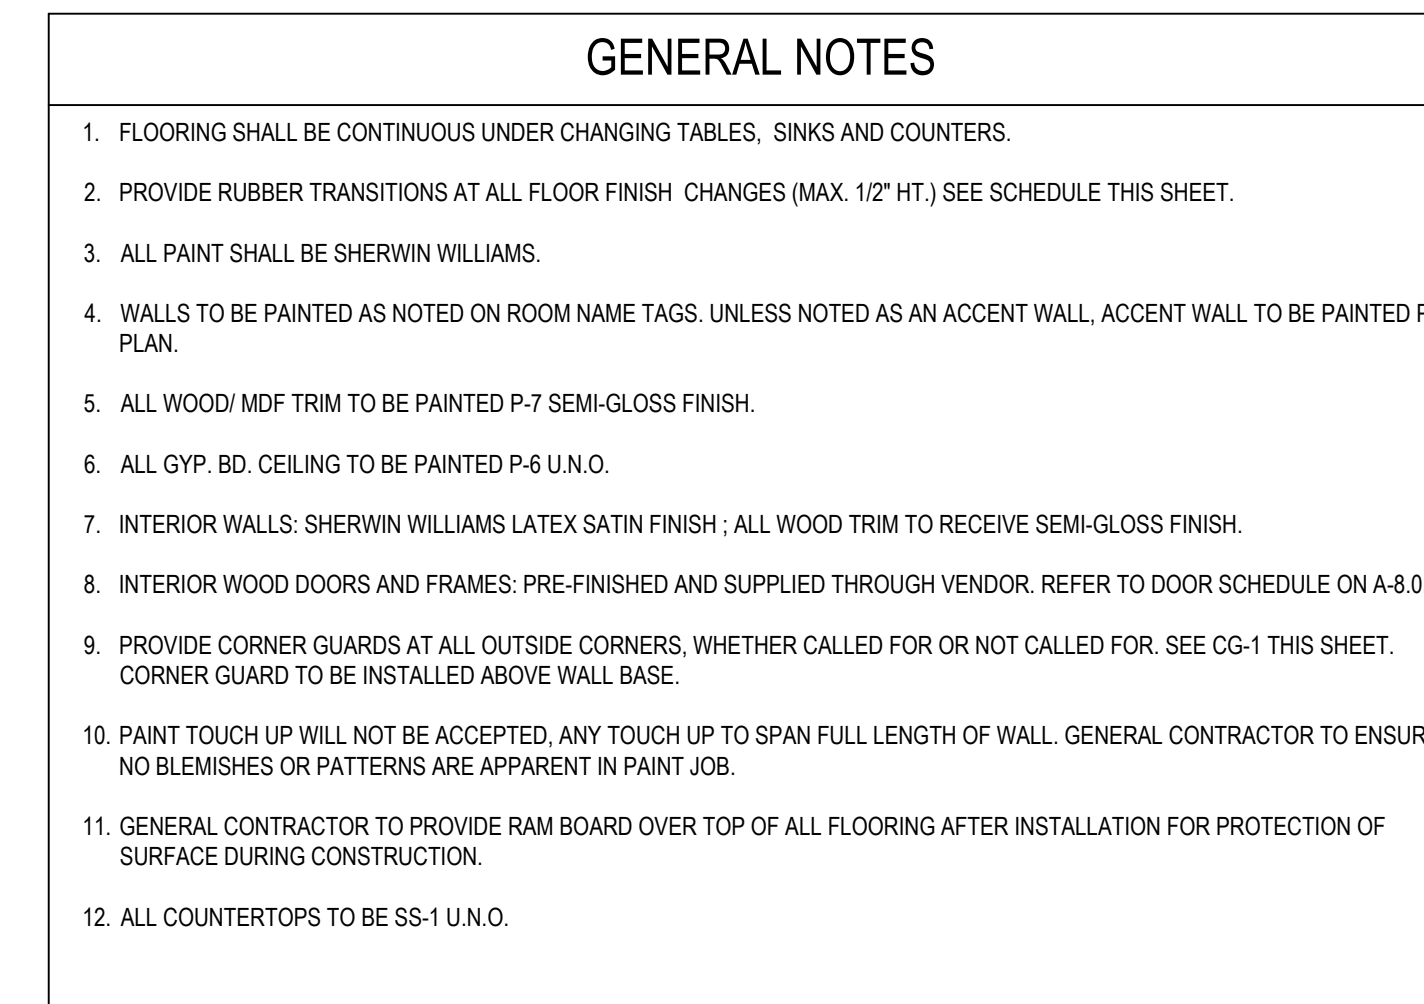 GENERAL NOTES
1. FLOORING SHALL BE CONTINUOUS UNDER CHANGING TABLES, SINKS AND COUNTERS.
2. PROVIDE RUBBER TRANSITIONS AT ALL FLOOR FINISH CHANGES (MAX. 1/2" HT.) SEE SCHEDULE THIS SHEET.
3. ALL PAINT SHALL BE SHERWIN WILLIAMS.
4. WALLS TO BE PAINTED AS NOTED ON ROOM NAME TAGS. UNLESS NOTED AS AN ACCENT WALL, ACCENT WALL TO BE PAINTED
PLAN.
5. ALL WOOD/ MDF TRIM TO BE PAINTED P-7 SEMI-GLOSS FINISH.
6. ALL GYP. BD. CEILING TO BE PAINTED P-6 U.N.O.
7. INTERIOR WALLS: SHERWIN WILLIAMS LATEX SATIN FINISH ; ALL WOOD TRIM TO RECEIVE SEMI-GLOSS FINISH.
8. INTERIOR WOOD DOORS AND FRAMES: PRE-FINISHED AND SUPPLIED THROUGH VENDOR. REFER TO DOOR SCHEDULE ON A-8.0
9. PROVIDE CORNER GUARDS AT ALL OUTSIDE CORNERS, WHETHER CALLED FOR OR NOT CALLED FOR. SEE CG-1 THIS SHEET.
CORNER GUARD TO BE INSTALLED ABOVE WALL BASE.
10. PAINT TOUCH UP WILL NOT BE ACCEPTED, ANY TOUCH UP TO SPAN FULL LENGTH OF WALL. GENERAL CONTRACTOR TO ENSUR
NO BLEMISHES OR PATTERNS ARE APPARENT IN PAINT JOB.
11. GENERAL CONTRACTOR TO PROVIDE RAM BOARD OVER TOP OF ALL FLOORING AFTER INSTALLATION FOR PROTECTION OF
SURFACE DURING CONSTRUCTION.
12. ALL COUNTERTOPS TO BE SS-1 U.N.O.